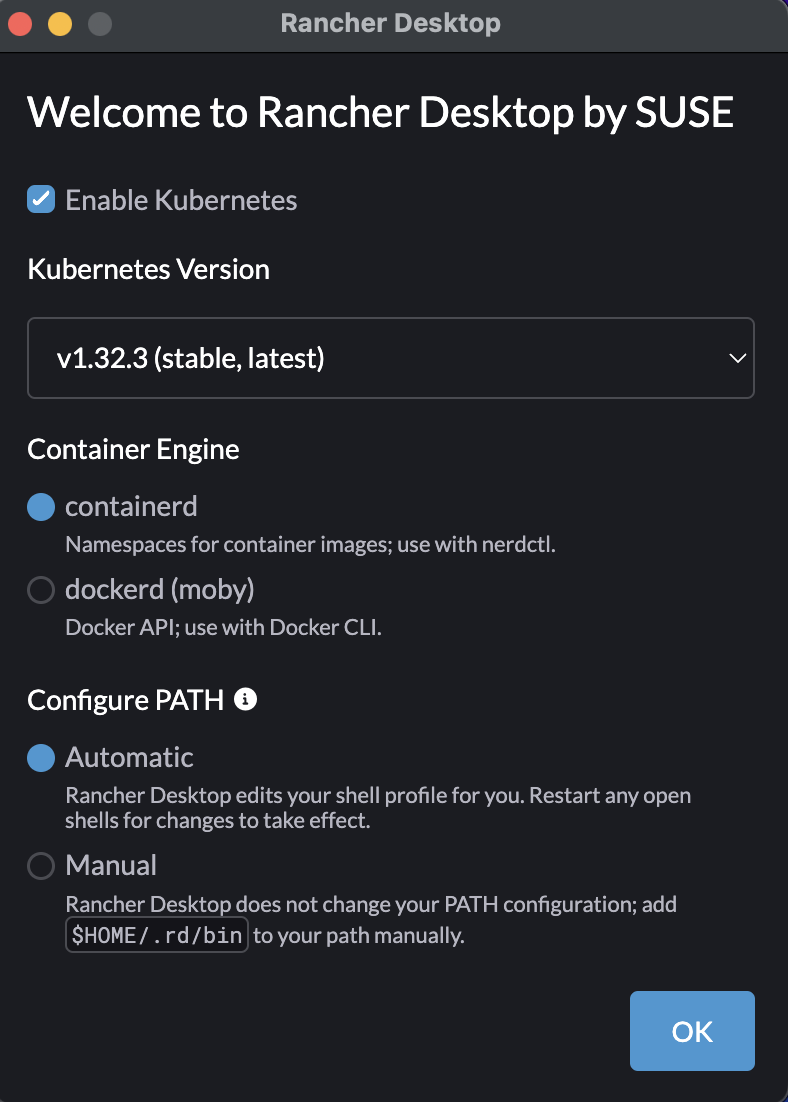 Rancher Desktop
Welcome to Rancher Desktop by SUSE
Enable Kubernetes
Kubernetes Version
v1.32.3 (stable, latest)
Container Engine
containerd
Namespaces for container images; use with nerdctl.
dockerd (moby)
Docker API; use with Docker CLI.
Configure PATH
Automatic
Rancher Desktop edits your shell profile for you. Restart any open
shells for changes to take effect.
Manual
Rancher Desktop does not change your PATH configuration; add
$HOME/.rd/bin to your path manually.
OK